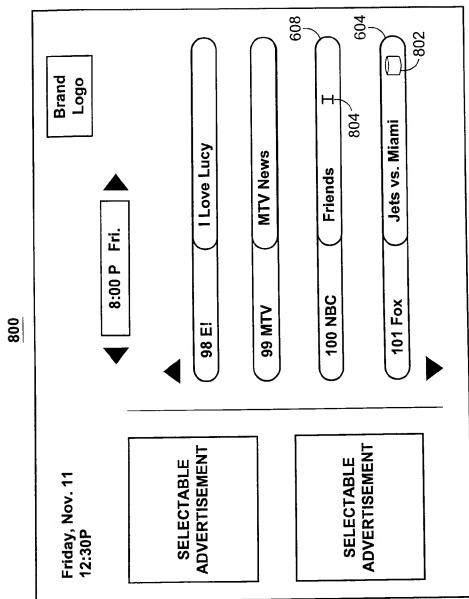 800
Friday, Nov. 11
12:30P
8:00 P Fri.
Brand
Logo
SELECTABLE
ADVERTISEMENT
SELECTABLE
ADVERTISEMENT
98 E! I Love Lucy
99 MTV MTV News
100 NBC Friends
804
608
101 Fox Jets vs. Miami
604
802